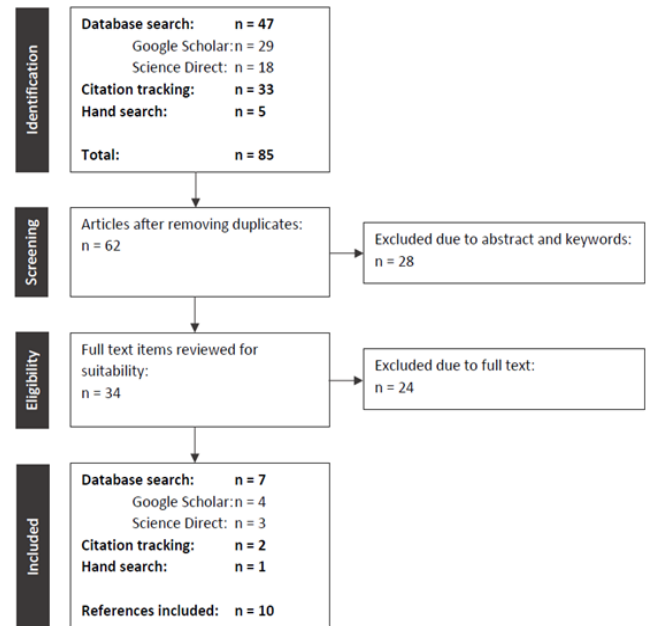 Identification
Database search: n = 47
Google Scholar:n = 29
Science Direct: n = 18
Citation tracking: n = 33
Hand search: n = 5
Total: n = 85
Screening
Articles after removing duplicates:
n = 62
Excluded due to abstract and keywords:
n = 28
Eligibility
Full text items reviewed for
suitability:
n = 34
Excluded due to full text:
n = 24
Included
Database search: n = 7
Google Scholar:n = 4
Science Direct: n = 3
Citation tracking: n = 2
Hand search: n = 1
References included: n = 10